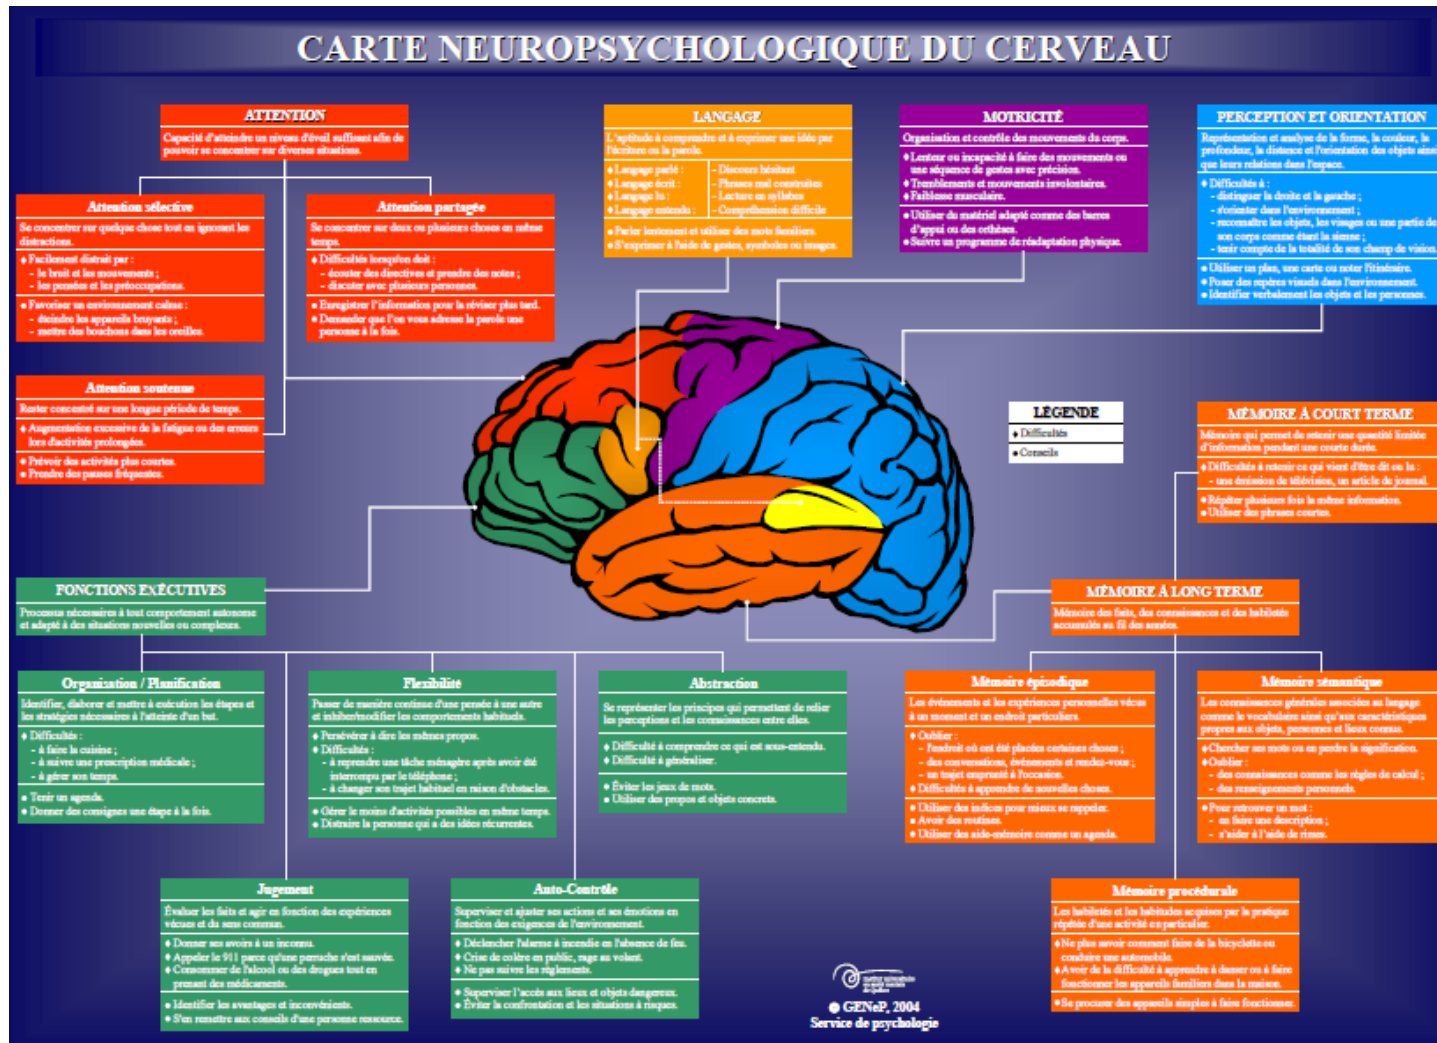 CARTE NEUROPSYCHOLOGIQUE DU CERVEAU
ATTENTION
Capacité d'atteindre un niveau d'éveil suffisant afin de
pouvoir se concentrer sur diverses situations.
Attention sélective
Se concentrer sur quelque chose tout en ignorant les
distractions.
♦ Facilement distrait par :
- le bruit et les mouvements ;
- les pensées et les préoccupations.
● Favoriser un environnement calme :
- éteindre les appareils bruyants ;
- mettre des bouchons dans les oreilles.
Attention partagée
Se concentrer sur deux ou plusieurs choses en même
temps.
♦ Difficultés lorsqu'on doit :
- écouter des directives et prendre des notes ;
- discuter avec plusieurs personnes.
● Enregistrer l'information pour la réviser plus tard.
● Demander que l'on vous adresse la parole une
personne à la fois.
Attention soutenue
Rester concentré sur une longue période de temps.
♦ Augmentation excessive de la fatigue ou des erreurs
lors d'activités prolongées.
● Prévoir des activités plus courtes.
● Prendre des pauses fréquentes.
LANGAGE
L'aptitude à comprendre et à exprimer une idée par
l'écriture ou la parole.
♦ Langage parlé : - Discours hésitant
♦ Langage écrit : - Phrases mal construites
♦ Langage lu : - Lecture en syllabes
♦ Langage entendu : - Compréhension difficile
● Parler lentement et utiliser des mots familiers.
● S'exprimer à l'aide de gestes, symboles ou images.
MOTRICITÉ
Organisation et contrôle des mouvements du corps.
♦ Lenteur ou incapacité à faire des mouvements ou
une séquence de gestes avec précision.
♦ Tremblements et mouvements involontaires.
♦ Faiblesse musculaire.
● Utiliser du matériel adapté comme des barres
d'appui ou des orthèses.
● Suivre un programme de réadaptation physique.
PERCEPTION ET ORIENTATION
Représentation et analyse de la forme, la couleur, la
profondeur, la distance et l'orientation des objets ainsi
que leurs relations dans l'espace.
♦ Difficultés à :
- distinguer la droite et la gauche ;
- s'orienter dans l'environnement ;
- reconnaître les objets, les visages ou une partie de
son corps comme étant la sienne ;
- tenir compte de la totalité de son champ de vision.
● Utiliser un plan, une carte ou noter l'itinéraire.
● Poser des repères visuels dans l'environnement.
● Identifier verbalement les objets et les personnes.
LÉGENDE
♦ Difficultés
● Conseils
MÉMOIRE À COURT TERME
Mémoire qui permet de retenir une quantité limitée
d'information pendant une courte durée.
♦ Difficultés à retenir ce qui vient d'être dit ou lu :
- une émission de télévision, un article de journal.
● Répéter plusieurs fois la même information.
● Utiliser des phrases courtes.
FONCTIONS EXÉCUTIVES
Processus nécessaires à tout comportement autonome
et adapté à des situations nouvelles ou complexes.
MÉMOIRE À LONG TERME
Mémoire des faits, des connaissances et des habiletés
accumulés au fil des années.
Organisation / Planification
Identifier, élaborer et mettre à exécution les étapes et
les stratégies nécessaires à l'atteinte d'un but.
♦ Difficultés :
- à faire la cuisine ;
- à suivre une prescription médicale ;
- à gérer son temps.
● Tenir un agenda.
● Donner des consignes une étape à la fois.
Flexibilité
Passer de manière continue d'une pensée à une autre
et inhiber/modifier les comportements habituels.
♦ Persévérer à dire les mêmes propos.
♦ Difficultés :
- à reprendre une tâche ménagère après avoir été
interrompu par le téléphone ;
- à changer son trajet habituel en raison d'obstacles.
● Gérer le moins d'activités possibles en même temps.
● Distraire la personne qui a des idées récurrentes.
Abstraction
Se représenter les principes qui permettent de relier
les perceptions et les connaissances entre elles.
♦ Difficulté à comprendre ce qui est sous-entendu.
♦ Difficulté à généraliser.
● Éviter les jeux de mots.
● Utiliser des propos et objets concrets.
Mémoire épisodique
Les événements et les expériences personnelles vécus
à un moment et un endroit particuliers.
♦ Oublier :
- l'endroit où ont été placées certaines choses ;
- des conversations, événements et rendez-vous ;
- un trajet emprunté à l'occasion.
♦ Difficultés à apprendre de nouvelles choses.
● Utiliser des indices pour mieux se rappeler.
● Avoir des routines.
● Utiliser des aide-mémoire comme un agenda.
Mémoire sémantique
Les connaissances générales associées au langage
comme le vocabulaire ainsi qu'aux caractéristiques
propres aux objets, personnes et lieux connus.
♦ Chercher ses mots ou en perdre la signification.
♦ Oublier :
- des connaissances comme les règles de calcul ;
- des renseignements personnels.
● Pour retrouver un mot :
- en faire une description ;
- s'aider à l'aide de rimes.
Jugement
Évaluer les faits et agir en fonction des expériences
vécues et du sens commun.
♦ Donner ses avoirs à un inconnu.
♦ Appeler le 911 parce qu'une perruche s'est sauvée.
♦ Consommer de l'alcool ou des drogues tout en
prenant des médicaments.
● Identifier les avantages et inconvénients.
● S'en remettre aux conseils d'une personne ressource.
Auto-Contrôle
Superviser et ajuster ses actions et ses émotions en
fonction des exigences de l'environnement.
♦ Déclencher l'alarme à incendie en l'absence de feu.
♦ Crise de colère en public, rage au volant.
♦ Ne pas suivre les règlements.
● Superviser l'accès aux lieux et objets dangereux.
● Éviter la confrontation et les situations à risques.
Mémoire procédurale
Les habiletés et les habitudes acquises par la pratique
répétée d'une activité en particulier.
♦ Ne plus savoir comment faire de la bicyclette ou
conduire une automobile.
♦ Avoir de la difficulté à apprendre à danser ou à faire
fonctionner les appareils familiers dans la maison.
● Se procurer des appareils simples à faire fonctionner.
Institut universitaire
en santé mentale
de Québec
© GENeP, 2004
Service de psychologie